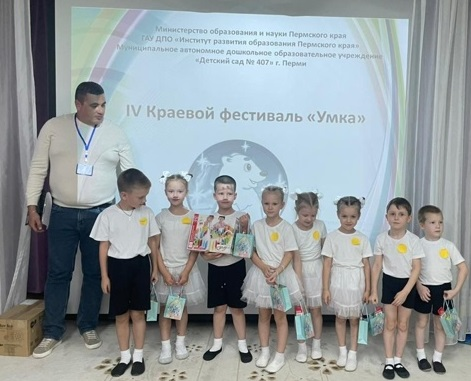 Министерство образования и науки Пермского края
ГАУ ДПО «Институт развития образования Пермского края»
Муниципальное автономное дошкольное образовательное учреждение
«Детский сад № 407» г. Перми
IV Краевой фестиваль «Умка»